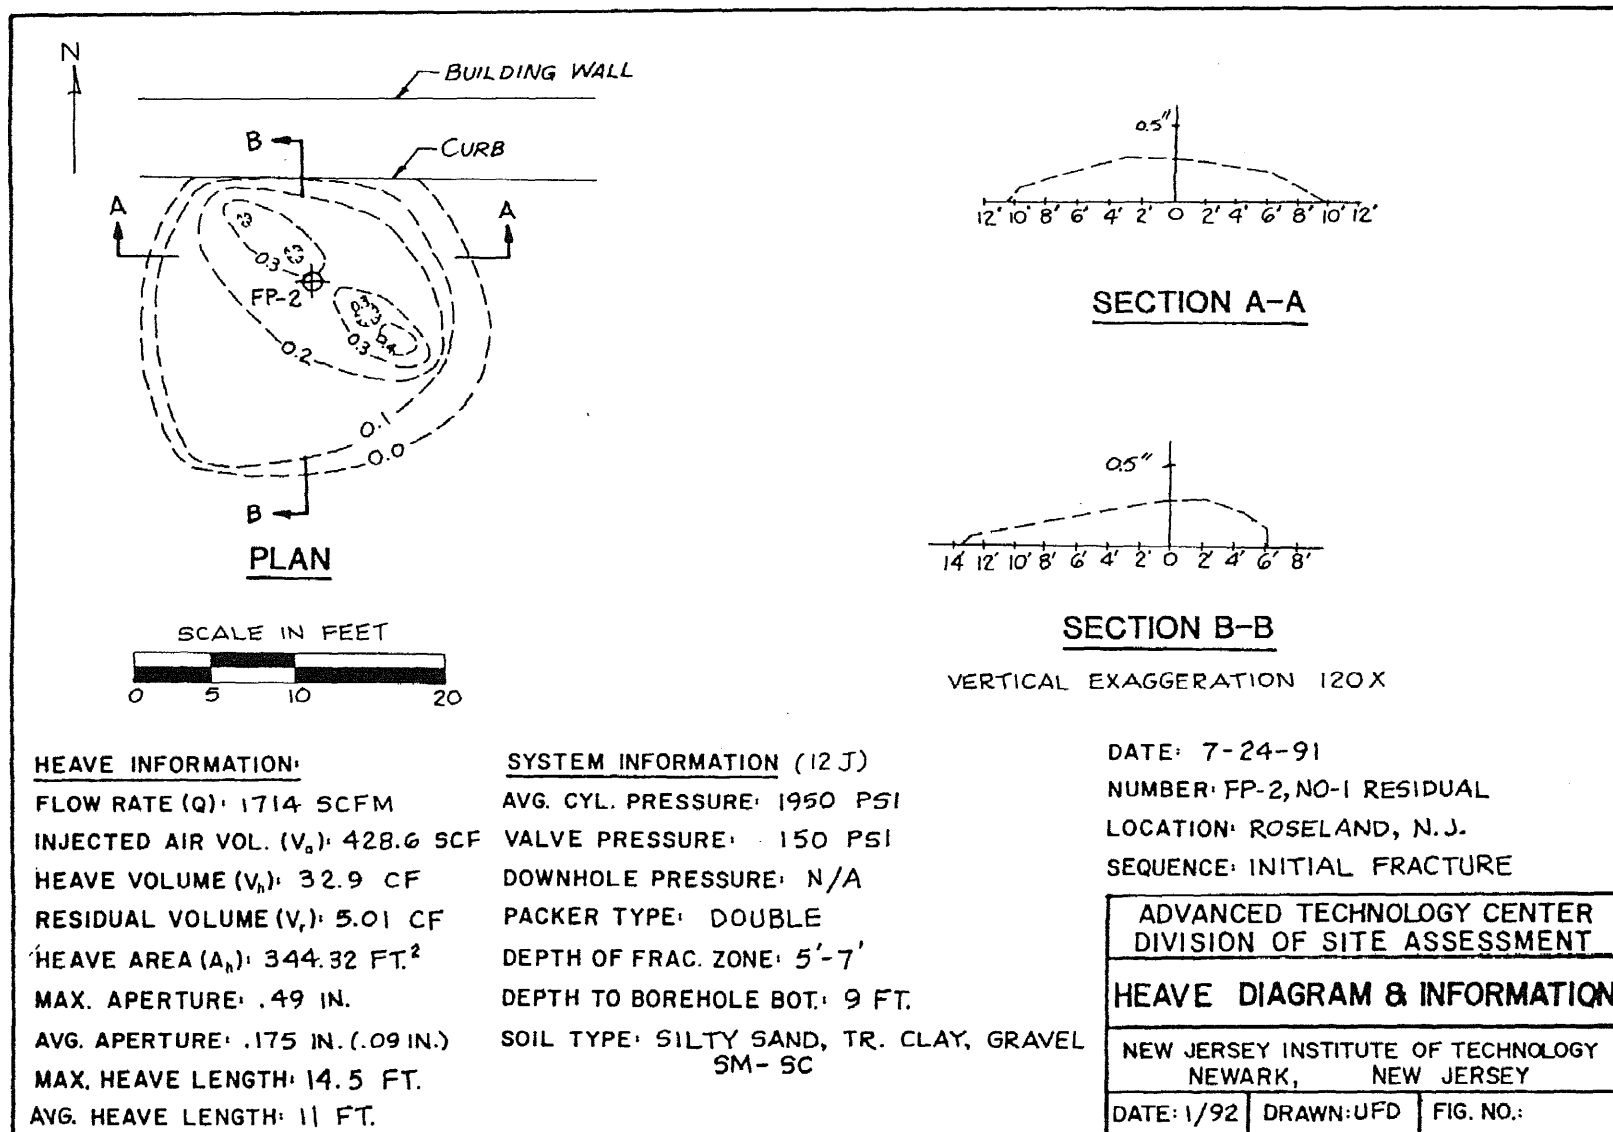 N
BUILDING WALL
B
CURB
A A
0.3
FP-2
0.3
0.3 0.4
0.2
0.1
0.0
B
PLAN
SCALE IN FEET
0 5 10 20
0.5"
12' 10' 8' 6' 4' 2' 0 2' 4' 6' 8' 10' 12'
SECTION A-A
0.5"
14' 12' 10' 8' 6' 4' 2' 0 2' 4' 6' 8'
SECTION B-B
VERTICAL EXAGGERATION 120X
HEAVE INFORMATION:
FLOW RATE (Q): 1714 SCFM
INJECTED AIR VOL. (Va): 428.6 SCF
HEAVE VOLUME (Vh): 32.9 CF
RESIDUAL VOLUME (Vr): 5.01 CF
HEAVE AREA (Ah): 344.32 FT.²
MAX. APERTURE: .49 IN.
AVG. APERTURE: .175 IN. (.09 IN.)
MAX. HEAVE LENGTH: 14.5 FT.
AVG. HEAVE LENGTH: 11 FT.
SYSTEM INFORMATION (12 J)
AVG. CYL. PRESSURE: 1950 PSI
VALVE PRESSURE: 150 PSI
DOWNHOLE PRESSURE: N/A
PACKER TYPE: DOUBLE
DEPTH OF FRAC. ZONE: 5'-7'
DEPTH TO BOREHOLE BOT.: 9 FT.
SOIL TYPE: SILTY SAND, TR. CLAY, GRAVEL
SM-SC
DATE: 7-24-91
NUMBER: FP-2, NO-1 RESIDUAL
LOCATION: ROSELAND, N.J.
SEQUENCE: INITIAL FRACTURE
ADVANCED TECHNOLOGY CENTER
DIVISION OF SITE ASSESSMENT
HEAVE DIAGRAM & INFORMATION
NEW JERSEY INSTITUTE OF TECHNOLOGY
NEWARK, NEW JERSEY
DATE: 1/92 DRAWN: UFD FIG. NO.: